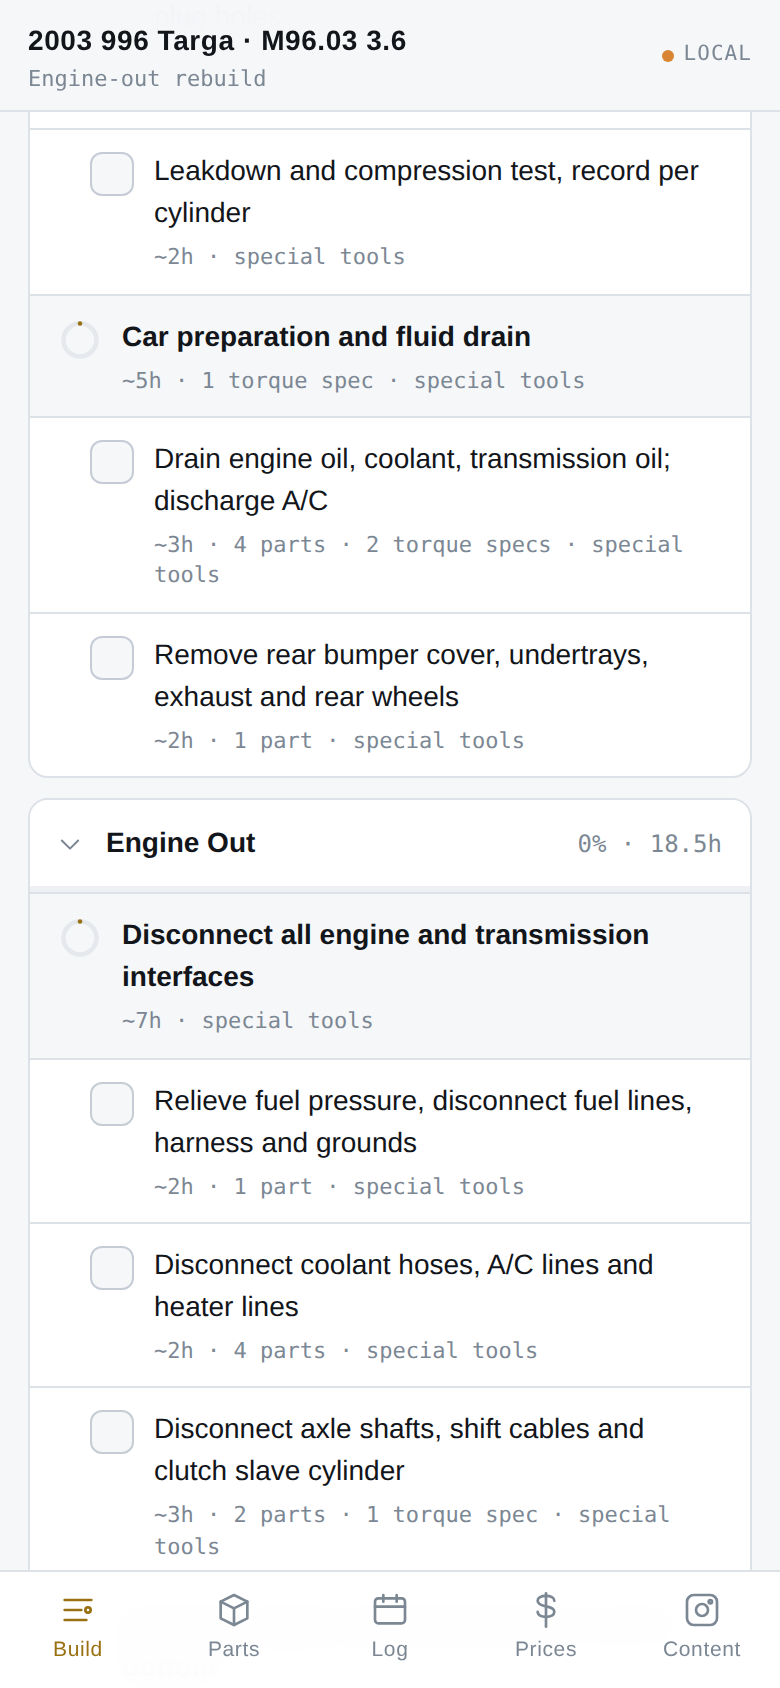 2003 996 Targa · M96.03 3.6
LOCAL
Engine-out rebuild
Leakdown and compression test, record per
cylinder
~2h · special tools
Car preparation and fluid drain
~5h · 1 torque spec · special tools
Drain engine oil, coolant, transmission oil;
discharge A/C
~3h · 4 parts · 2 torque specs · special
tools
Remove rear bumper cover, undertrays,
exhaust and rear wheels
~2h · 1 part · special tools
Engine Out
0% · 18.5h
Disconnect all engine and transmission
interfaces
~7h · special tools
Relieve fuel pressure, disconnect fuel lines,
harness and grounds
~2h · 1 part · special tools
Disconnect coolant hoses, A/C lines and
heater lines
~2h · 4 parts · special tools
Disconnect axle shafts, shift cables and
clutch slave cylinder
~3h · 2 parts · 1 torque spec · special
tools
Build
Parts
Log
Prices
Content